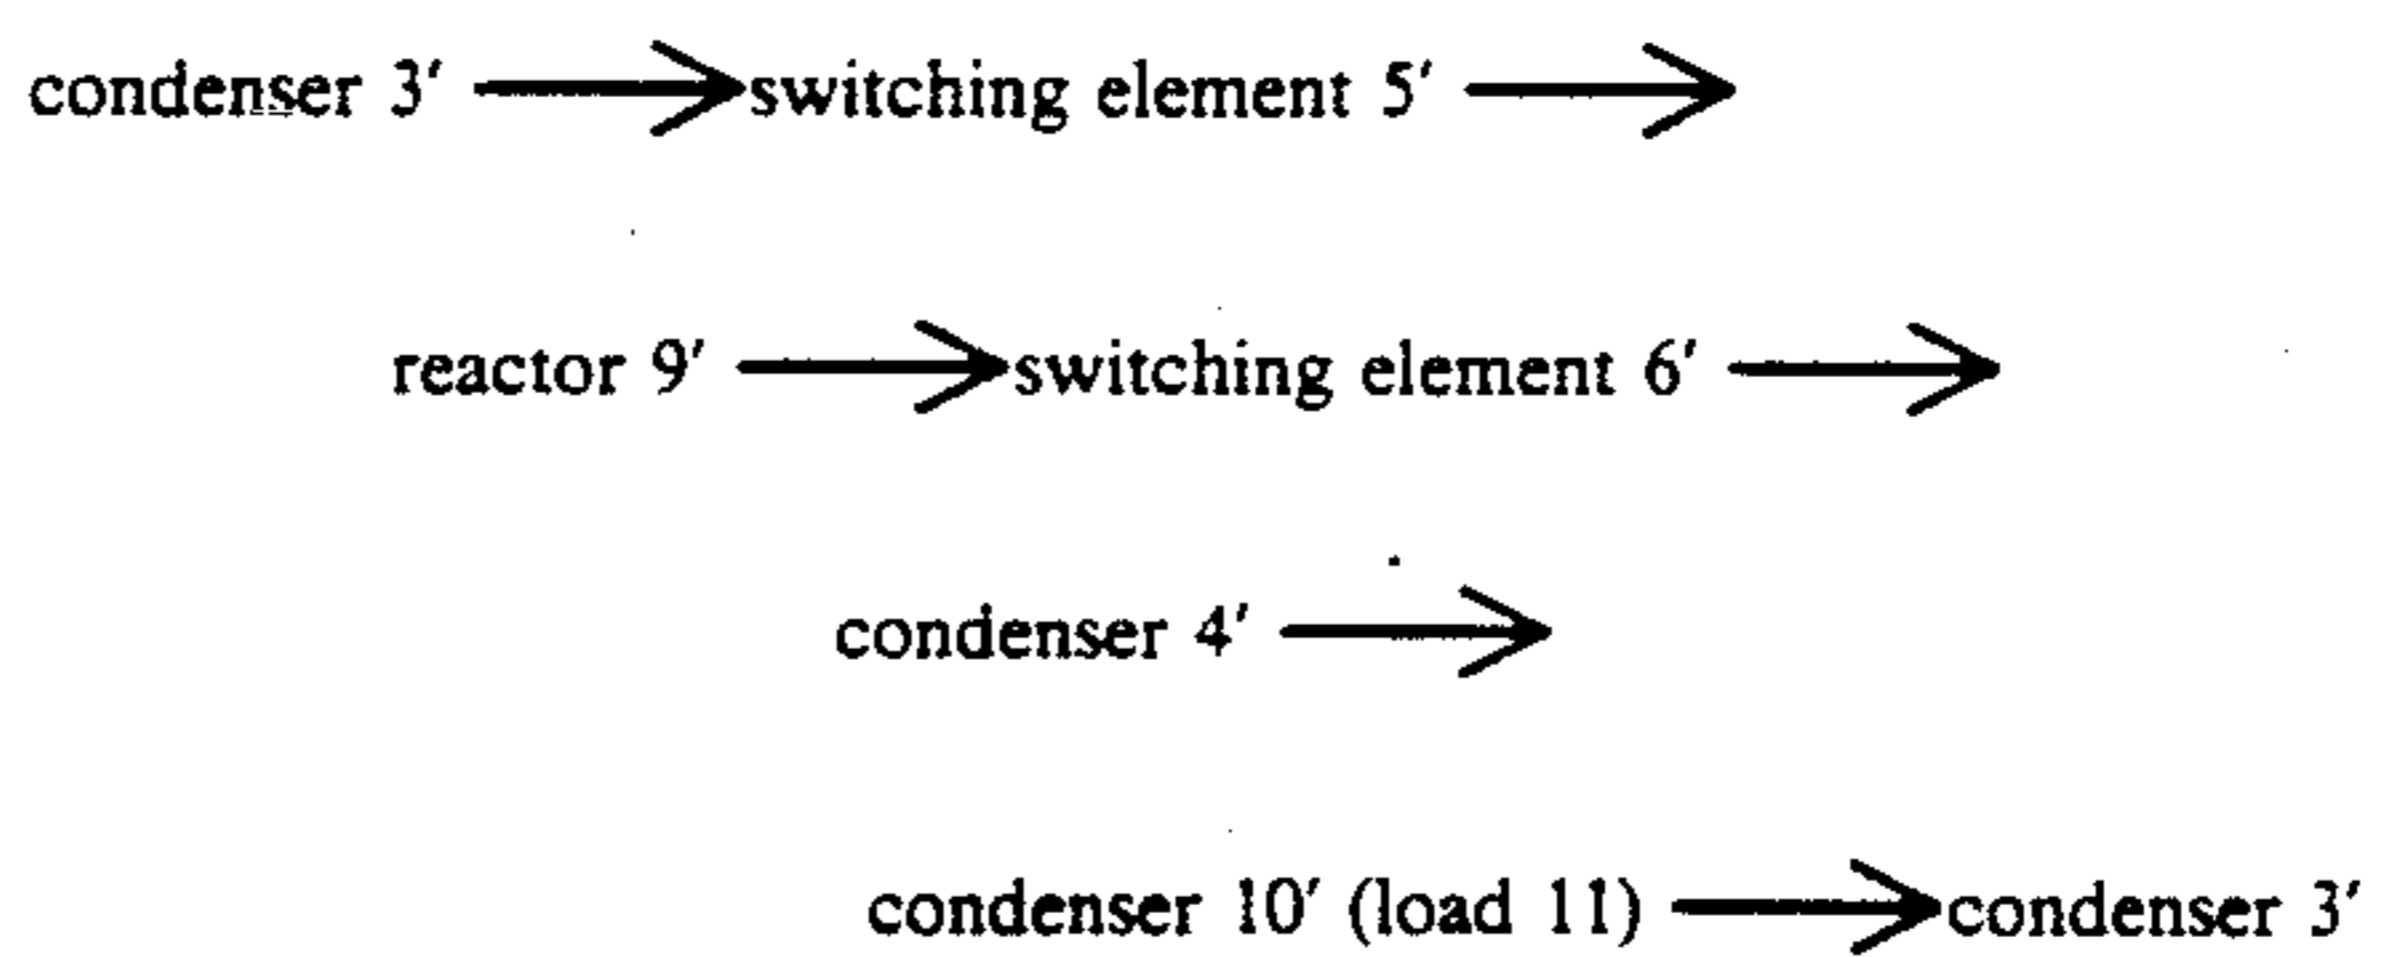 condenser 3′ ⟶ switching element 5′ ⟶
reactor 9′ ⟶ switching element 6′ ⟶
condenser 4′ ⟶
condenser 10′ (load 11) ⟶ condenser 3′